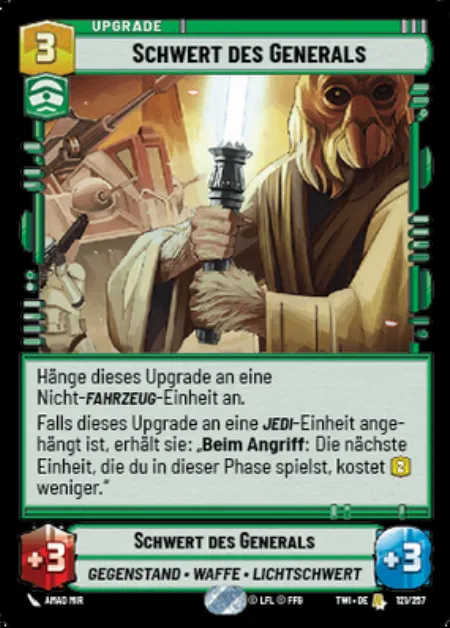 UPGRADE
3
SCHWERT DES GENERALS
Hänge dieses Upgrade an eine
Nicht-FAHRZEUG-Einheit an.
Falls dieses Upgrade an eine JEDI-Einheit ange-
hängt ist, erhält sie: „Beim Angriff: Die nächste
Einheit, die du in dieser Phase spielst, kostet 2
weniger.“
+3
SCHWERT DES GENERALS
+3
GEGENSTAND • WAFFE • LICHTSCHWERT
AMAD MIR
© LFL © FFG
TWI • DE
121/257